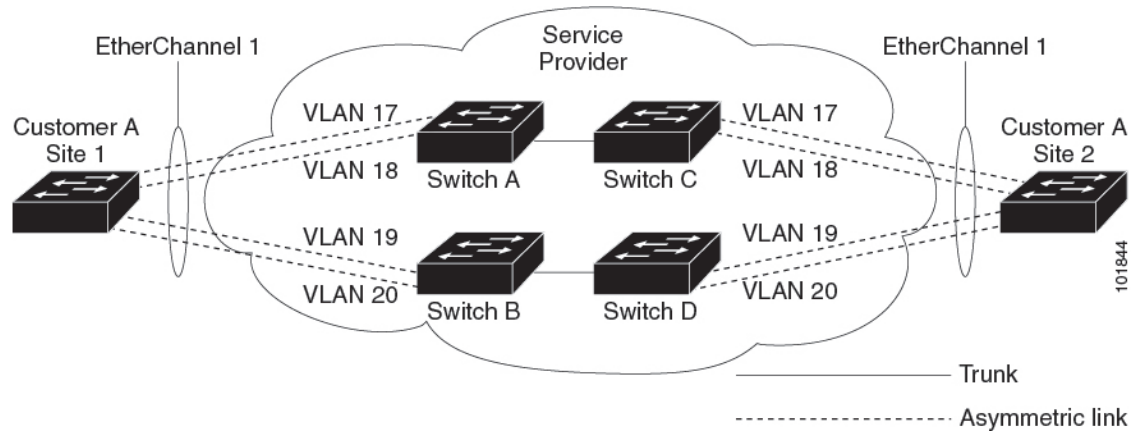 Service
Provider
EtherChannel 1
EtherChannel 1
Customer A
Site 1
VLAN 17
VLAN 18
Switch A
Switch C
VLAN 17
VLAN 18
Customer A
Site 2
VLAN 19
VLAN 20
Switch B
Switch D
VLAN 19
VLAN 20
101844
Trunk
Asymmetric link